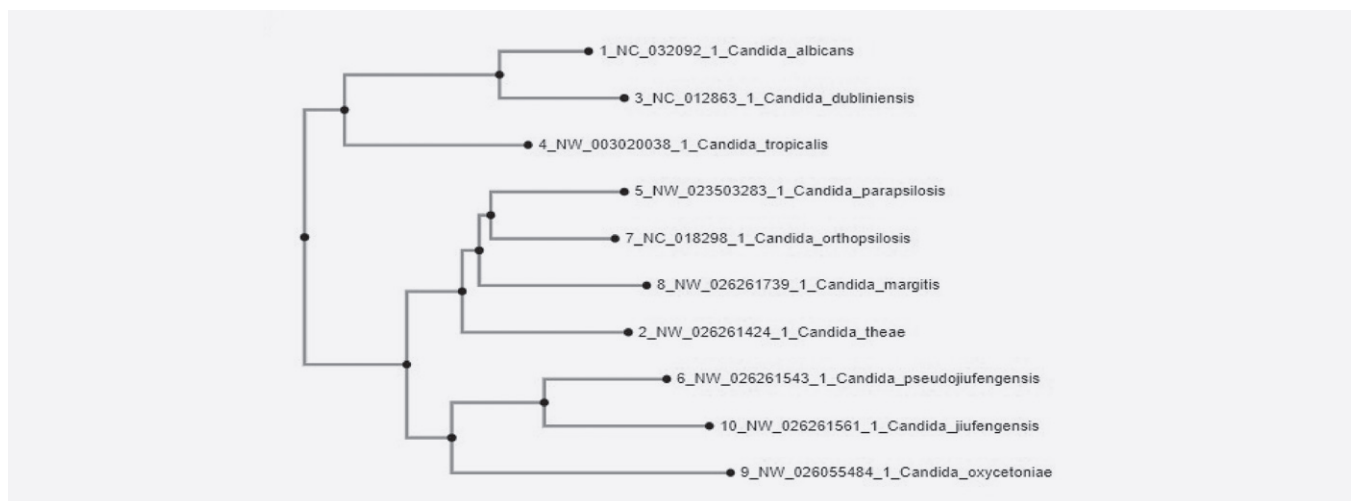 1_NC_032092_1_Candida_albicans
3_NC_012863_1_Candida_dubliniensis
4_NW_003020038_1_Candida_tropicalis
5_NW_023503283_1_Candida_parapsilosis
7_NC_018298_1_Candida_orthopsilosis
8_NW_026261739_1_Candida_margitis
2_NW_026261424_1_Candida_theae
6_NW_026261543_1_Candida_pseudojiufengensis
10_NW_026261561_1_Candida_jiufengensis
9_NW_026055484_1_Candida_oxycetoniae